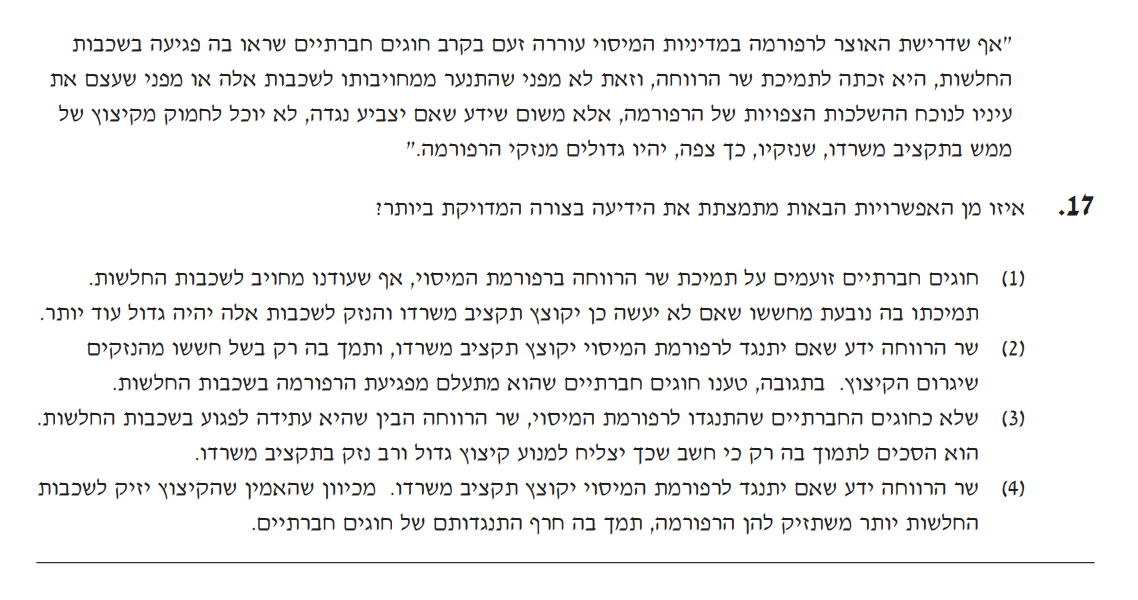 "אף שדרישת האוצר לרפורמה במדיניות המיסוי עוררה זעם בקרב חוגים חברתיים שראו בה פגיעה בשכבות
החלשות, היא זכתה לתמיכת שר הרווחה, וזאת לא מפני שהתנער ממחויבותו לשכבות אלה או מפני שעצם את
עיניו לנוכח ההשלכות הצפויות של הרפורמה, אלא משום שידע שאם יצביע נגדה, לא יוכל לחמוק מקיצוץ של
ממש בתקציב משרדו, שנזקיו, כך צפה, יהיו גדולים מנזקי הרפורמה."
17. איזו מן האפשרויות הבאות מתמצתת את הידיעה בצורה המדויקת ביותר?
(1) חוגים חברתיים זועמים על תמיכת שר הרווחה ברפורמת המיסוי, אף שעודנו מחויב לשכבות החלשות.
תמיכתו בה נובעת מחששו שאם לא יעשה כן יקוצץ תקציב משרדו והנזק לשכבות אלה יהיה גדול עוד יותר.
(2) שר הרווחה ידע שאם יתנגד לרפורמת המיסוי יקוצץ תקציב משרדו, ותמך בה רק בשל חששו מהנזקים
שיגרום הקיצוץ. בתגובה, טענו חוגים חברתיים שהוא מתעלם מפגיעת הרפורמה בשכבות החלשות.
(3) שלא כחוגים החברתיים שהתנגדו לרפורמת המיסוי, שר הרווחה הבין שהיא עתידה לפגוע בשכבות החלשות.
הוא הסכים לתמוך בה רק כי חשב שכך יצליח למנוע קיצוץ גדול ורב נזק בתקציב משרדו.
(4) שר הרווחה ידע שאם יתנגד לרפורמת המיסוי יקוצץ תקציב משרדו. מכיוון שהאמין שהקיצוץ יזיק לשכבות
החלשות יותר משתזיק להן הרפורמה, תמך בה חרף התנגדותם של חוגים חברתיים.